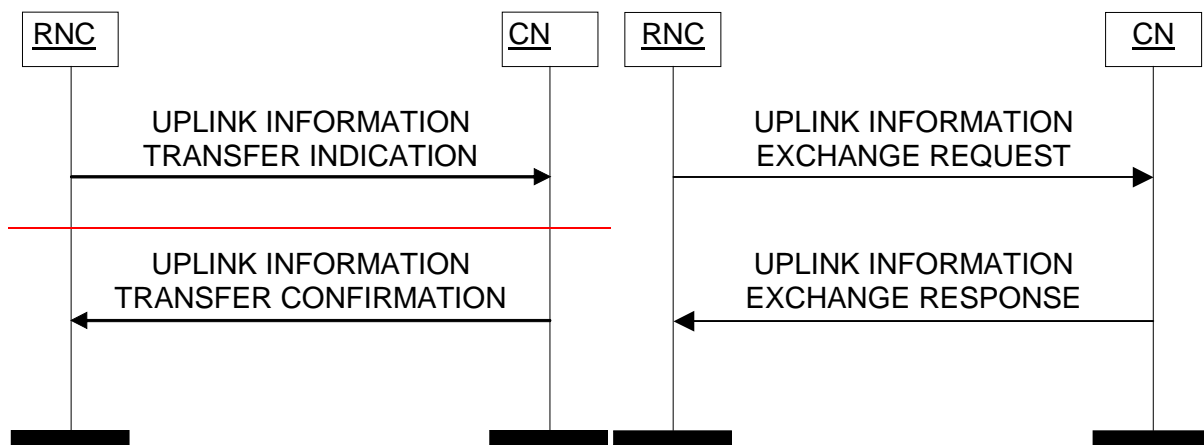 RNC
CN
UPLINK INFORMATION
TRANSFER INDICATION
UPLINK INFORMATION
TRANSFER CONFIRMATION
RNC
CN
UPLINK INFORMATION
EXCHANGE REQUEST
UPLINK INFORMATION
EXCHANGE RESPONSE